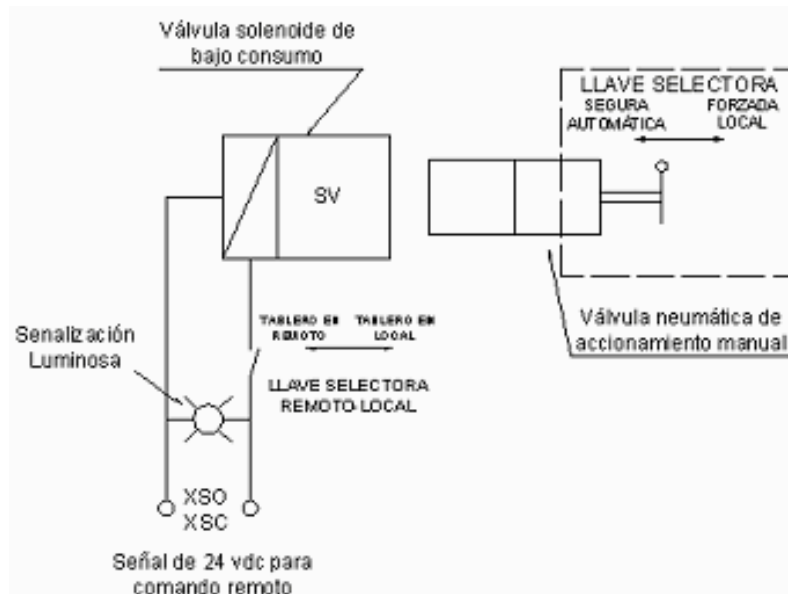 Válvula solenoide de
bajo consumo
LLAVE SELECTORA
SEGURA
AUTOMÁTICA
FORZADA
LOCAL
SV
TABLERO EN
REMOTO
TABLERO EN
LOCAL
LLAVE SELECTORA
REMOTO-LOCAL
Senalización
Luminosa
Válvula neumática de
accionamiento manual
XSO
XSC
Señal de 24 vdc para
comando remoto